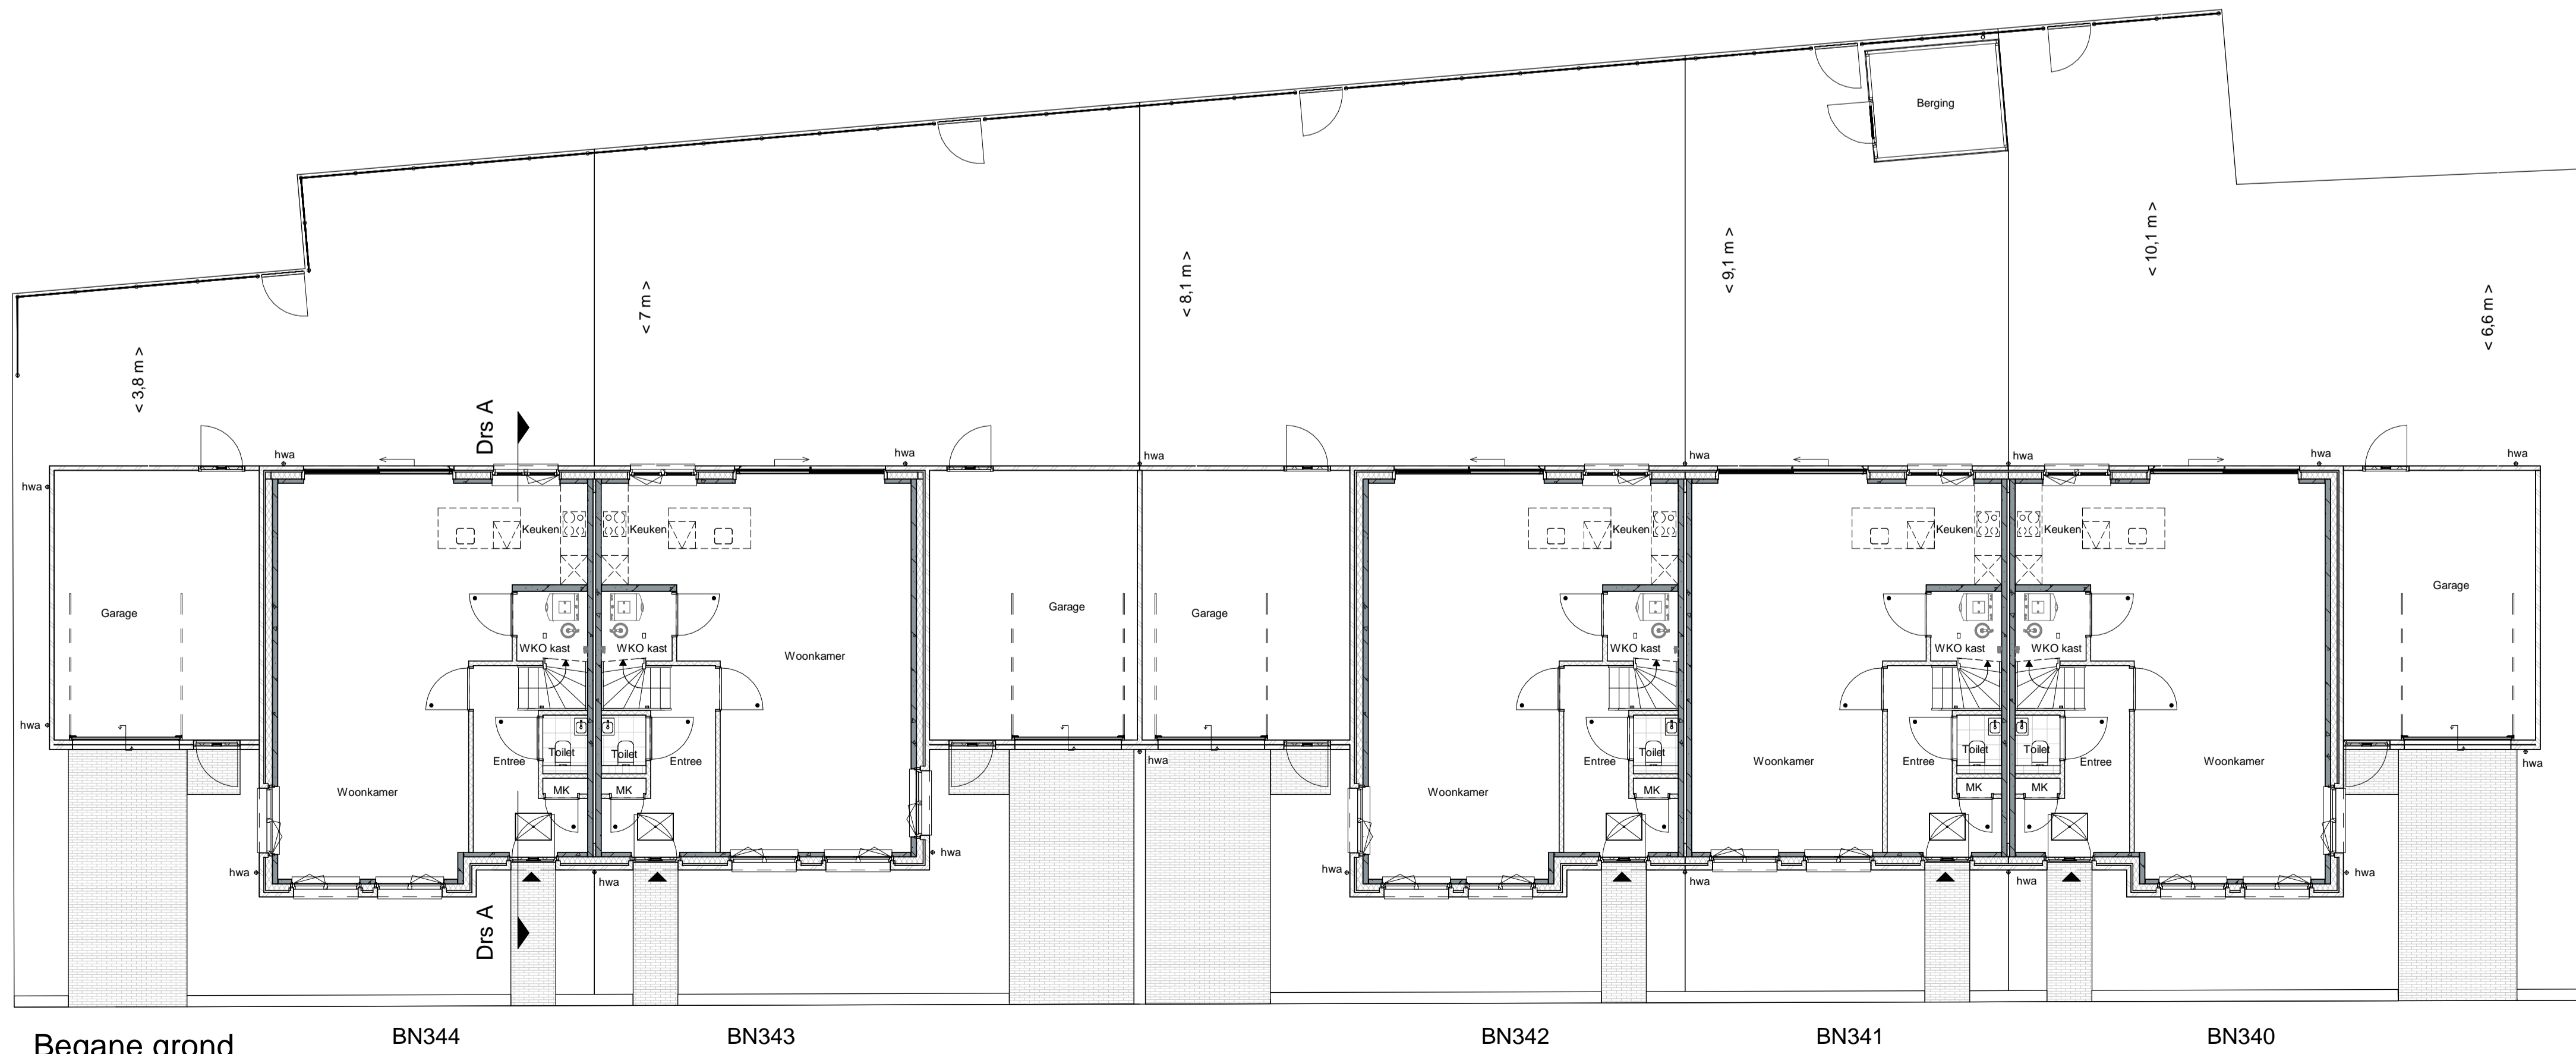 Berging
< 3,8 m >
< 7 m >
< 8,1 m >
< 9,1 m >
< 10,1 m >
< 6,6 m >
Drs A
hwa
hwa
hwa
hwa
hwa
hwa
hwa
hwa
Keuken
Keuken
Keuken
Keuken
Keuken
Garage
Garage
Garage
Garage
WKO kast
WKO kast
WKO kast
WKO kast
WKO kast
Woonkamer
hwa
Toilet
Toilet
Toilet
Toilet
Toilet
Entree
Entree
Entree
Entree
Entree
hwa
hwa
Woonkamer
Woonkamer
Woonkamer
Woonkamer
MK
MK
MK
MK
MK
hwa
hwa
hwa
hwa
hwa
hwa
hwa
Drs A
Begane grond
BN344
BN343
BN342
BN341
BN340